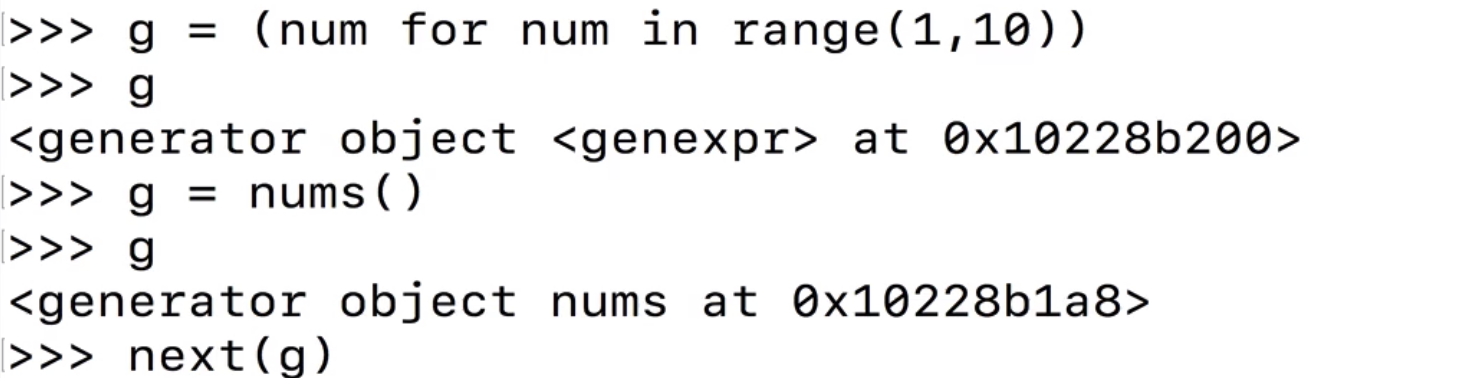 >>> g = (num for num in range(1,10))
>>> g
<generator object <genexpr> at 0x10228b200>
>>> g = nums()
>>> g
<generator object nums at 0x10228b1a8>
>>> next(g)